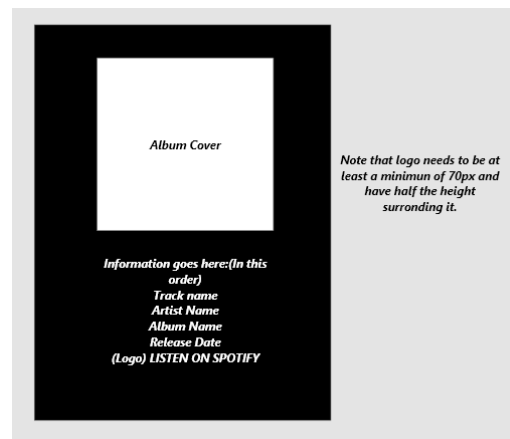 Album Cover
Note that logo needs to be at
least a minimun of 70px and
have half the height
surronding it.
Information goes here:(In this
order)
Track name
Artist Name
Album Name
Release Date
(Logo) LISTEN ON SPOTIFY